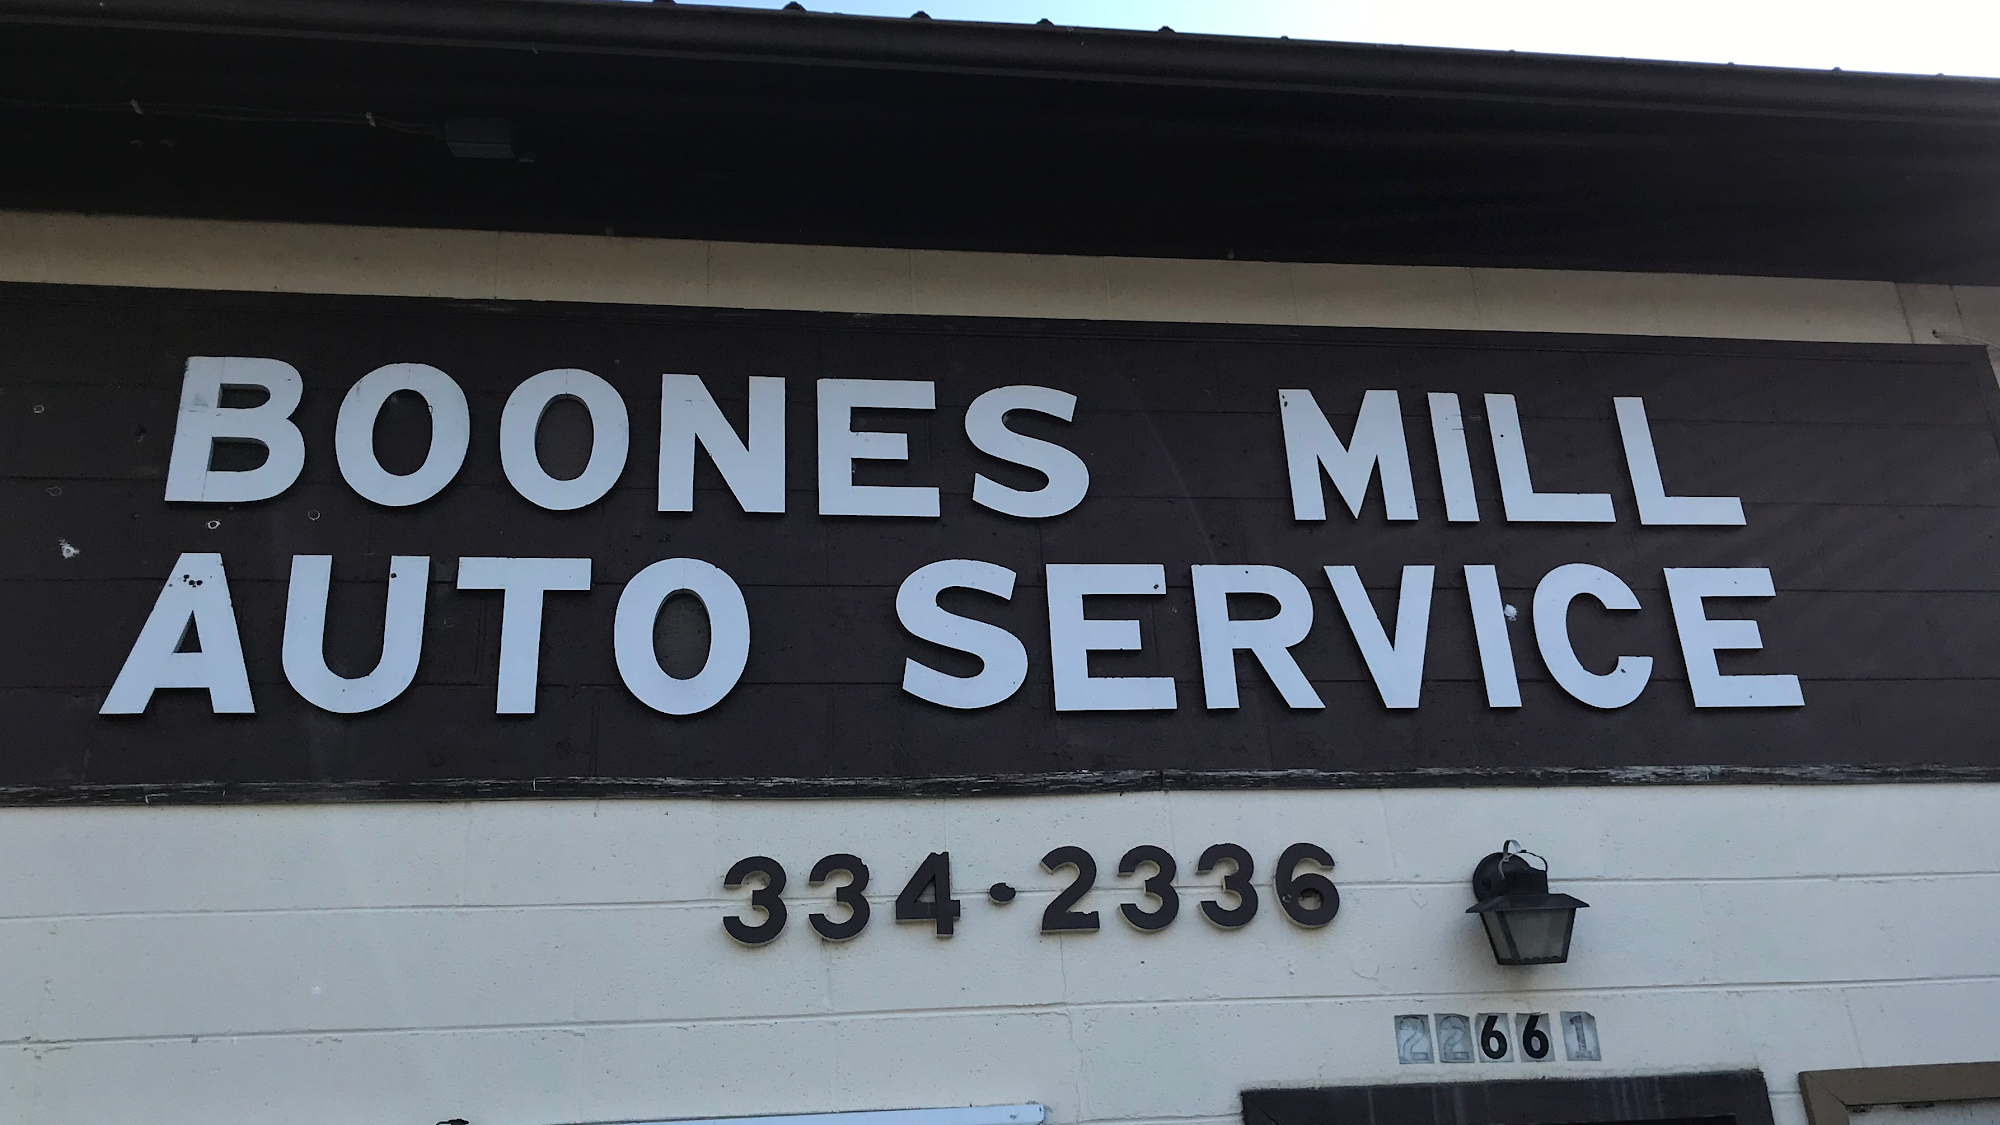 BOONES MILL
AUTO SERVICE
334·2336
22661